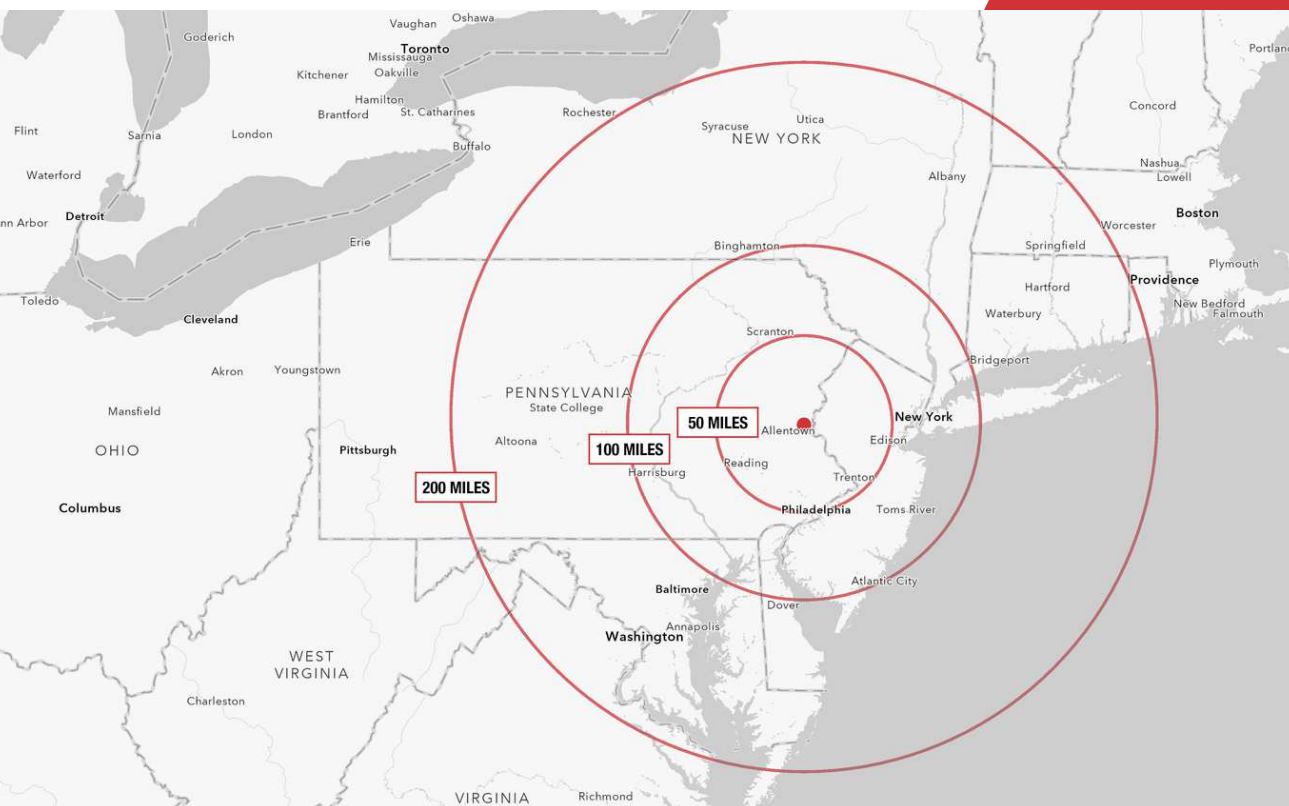 Vaughan
Oshawa
Goderich
Toronto
Mississauga
Oakville
Kitchener
Hamilton
Brantford
St. Catharines
Rochester
Portlan
Concord
Flint
Sarnia
London
Buffalo
Syracuse
Utica
NEW YORK
Nashua
Lowell
Waterford
Albany
Detroit
nn Arbor
Boston
Worcester
Erie
Binghamton
Springfield
Plymouth
Providence
Hartford
Toledo
New Bedford
Falmouth
Waterbury
Cleveland
Scranton
Bridgeport
Akron
Youngstown
PENNSYLVANIA
State College
Mansfield
50 MILES
Allentown
New York
OHIO
Pittsburgh
Altoona
100 MILES
Edison
Reading
Harrisburg
Trenton
200 MILES
Columbus
Philadelphia
Toms River
Baltimore
Atlantic City
Dover
Annapolis
Washington
WEST
VIRGINIA
Charleston
VIRGINIA
Richmond